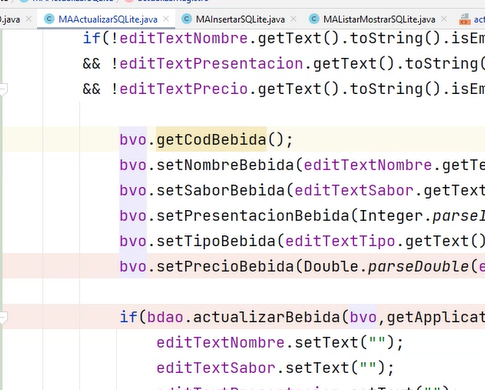 O.java × MAActualizarSQLite.java × MAInsertarSQLite.java × MAListarMostrarSQLite.java × act
if(!editTextNombre.getText().toString().isEm
&& !editTextPresentacion.getText().toString(
&& !editTextPrecio.getText().toString().isEm
bvo.getCodBebida();
bvo.setNombreBebida(editTextNombre.getTe
bvo.setSaborBebida(editTextSabor.getText
bvo.setPresentacionBebida(Integer.parseI
bvo.setTipoBebida(editTextTipo.getText()
bvo.setPrecioBebida(Double.parseDouble(e
if(bdao.actualizarBebida(bvo,getApplicat
editTextNombre.setText("");
editTextSabor.setText("");